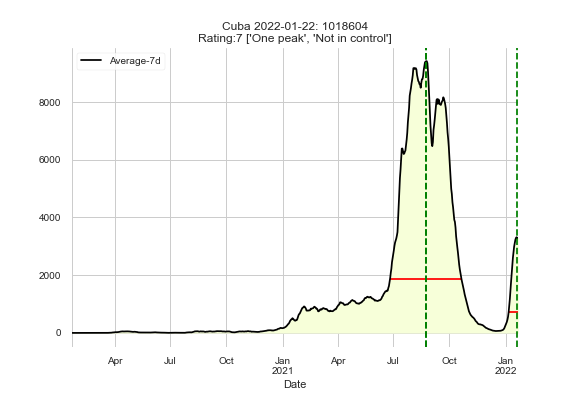 Cuba 2022-01-22: 1018604
Rating:7 ['One peak', 'Not in control']
Average-7d
8000
6000
4000
2000
0
Apr
Jul
Oct
Jan
2021
Apr
Jul
Oct
Jan
2022
Date